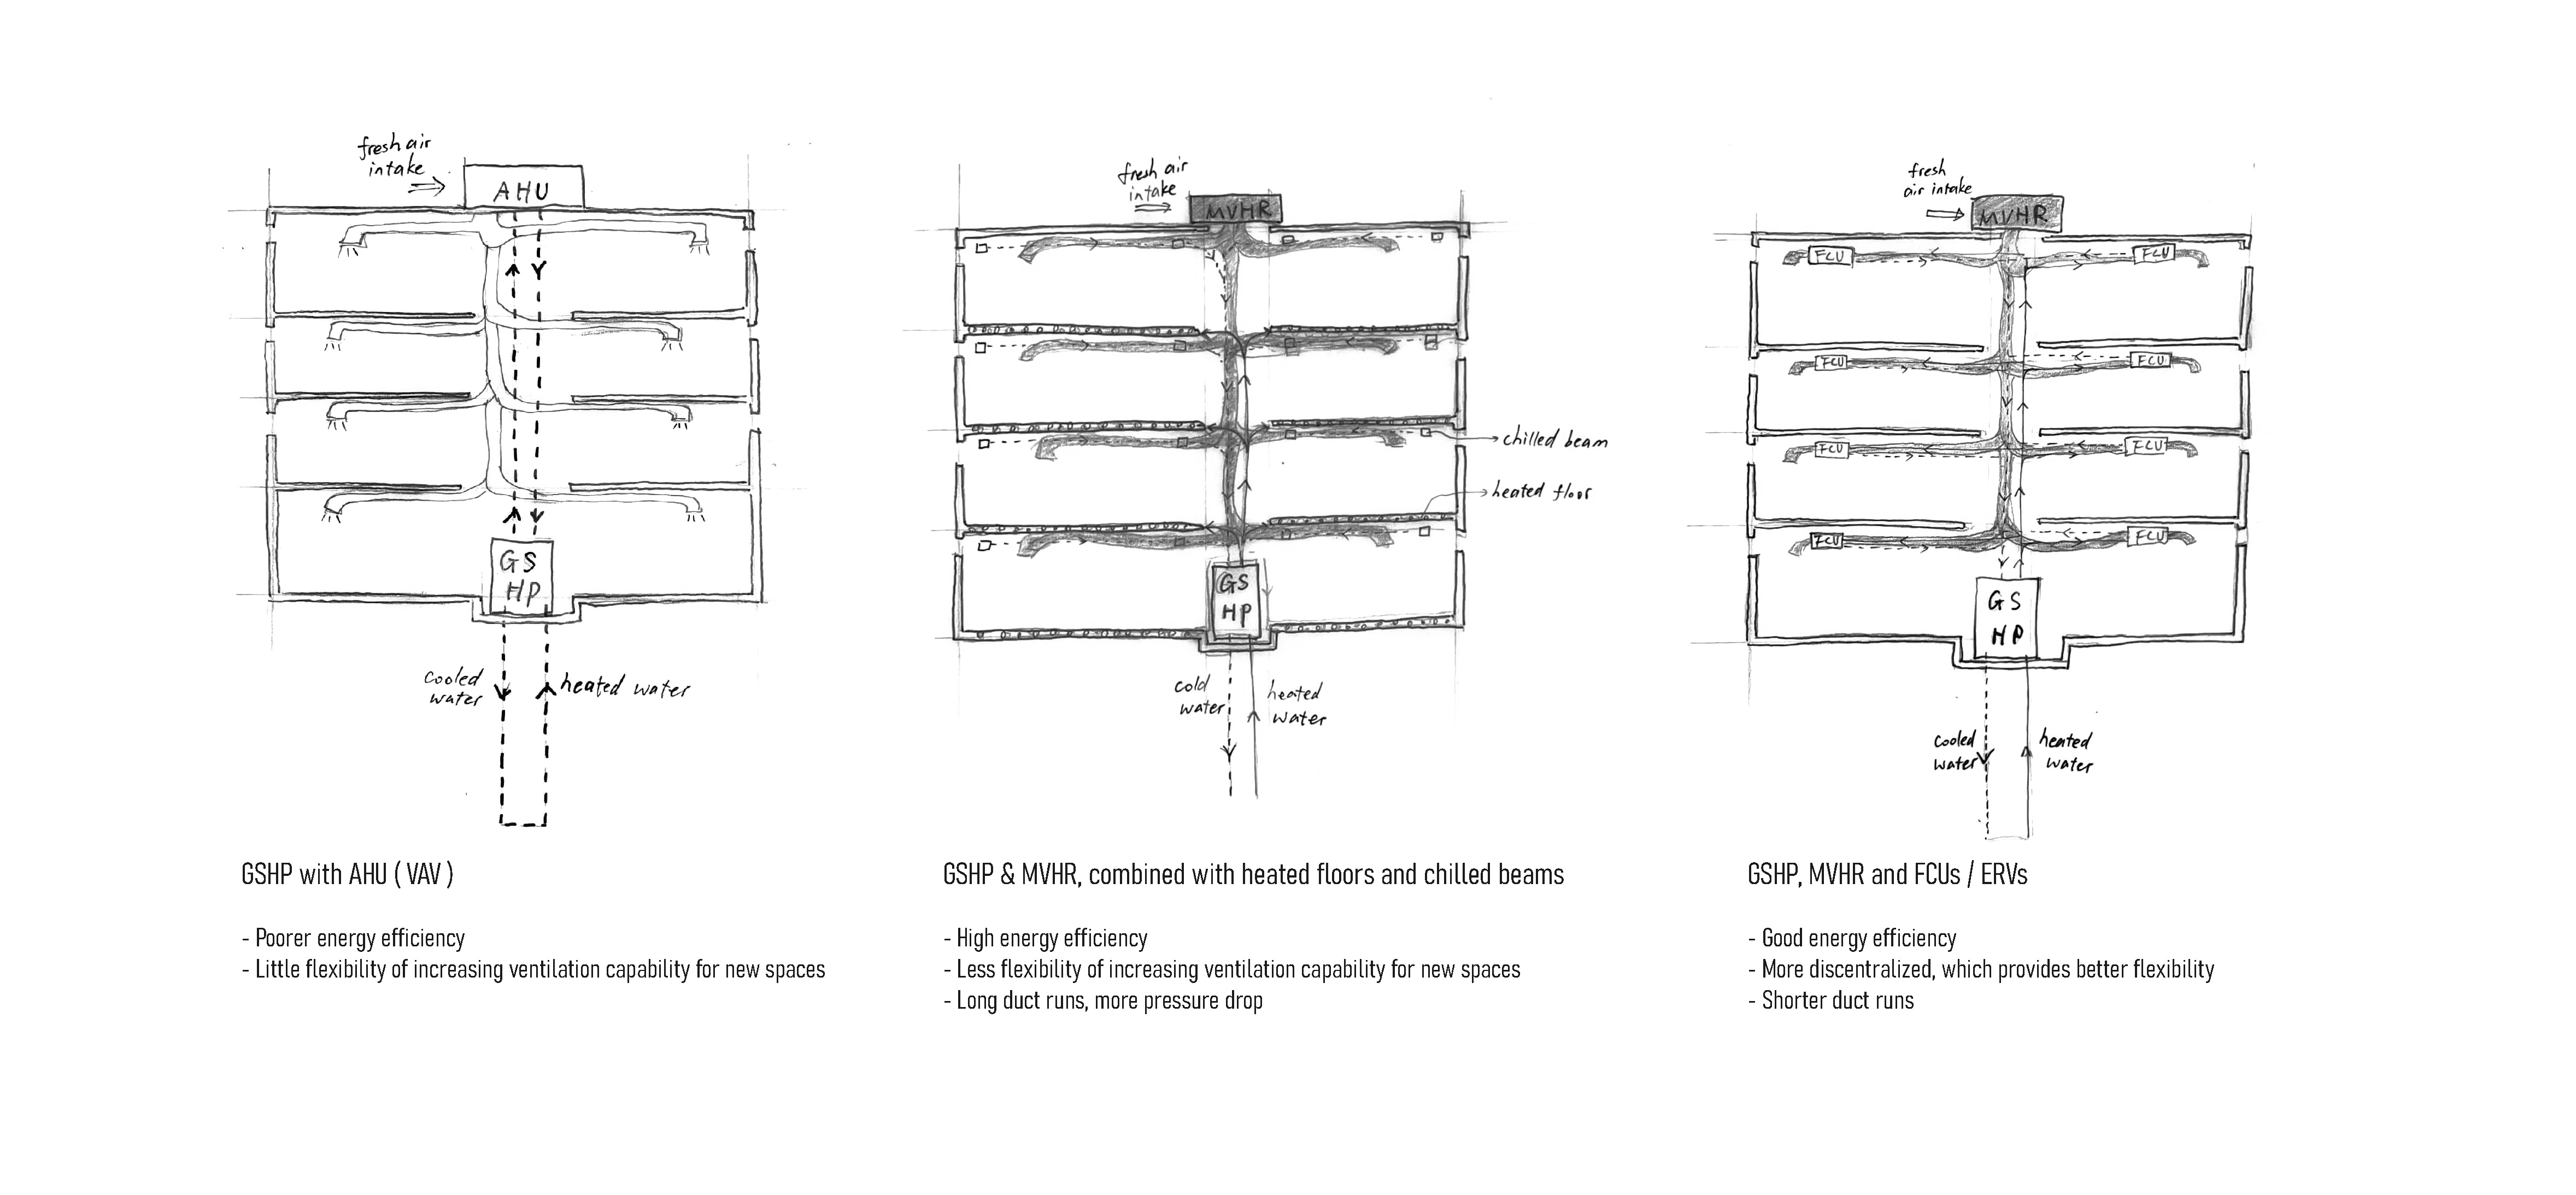 fresh air
intake
AHU
GS
HP
cooled
water
heated water
GSHP with AHU ( VAV )
- Poorer energy efficiency
- Little flexibility of increasing ventilation capability for new spaces
fresh air
intake
MVHR
chilled beam
heated floor
GS
HP
cold
water
heated
water
GSHP & MVHR, combined with heated floors and chilled beams
- High energy efficiency
- Less flexibility of increasing ventilation capability for new spaces
- Long duct runs, more pressure drop
fresh
air intake
MVHR
FCU FCU
FCU FCU
FCU FCU
FCU FCU
GS
HP
cooled
water
heated
water
GSHP, MVHR and FCUs / ERVs
- Good energy efficiency
- More discentralized, which provides better flexibility
- Shorter duct runs